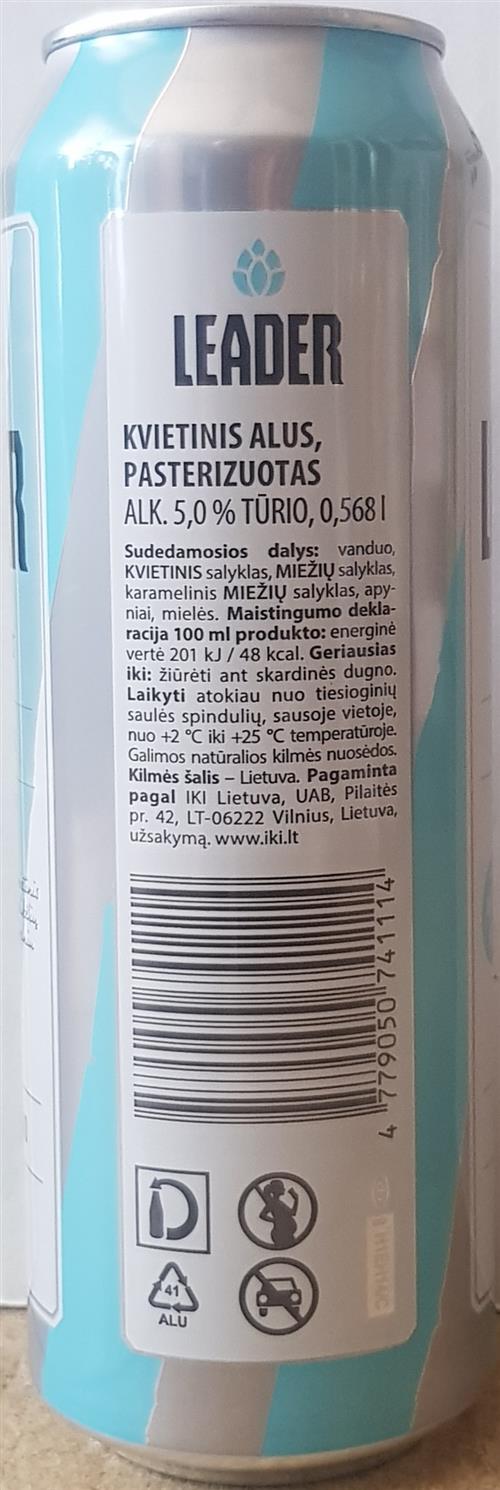 LEADER
KVIETINIS ALUS,
PASTERIZUOTAS
ALK. 5,0 % TŪRIO, 0,568 l
Sudedamosios dalys: vanduo,
KVIETINIS salyklas, MIEŽIŲ salyklas,
karamelinis MIEŽIŲ salyklas, apy-
niai, mielės. Maistingumo dekla-
racija 100 ml produkto: energinė
vertė 201 kJ / 48 kcal. Geriausias
iki: žiūrėti ant skardinės dugno.
Laikyti atokiau nuo tiesioginių
saulės spindulių, sausoje vietoje,
nuo +2 °C iki +25 °C temperatūroje.
Galimos natūralios kilmės nuosėdos.
Kilmės šalis – Lietuva. Pagaminta
pagal IKI Lietuva, UAB, Pilaitės
pr. 42, LT-06222 Vilnius, Lietuva,
užsakymą. www.iki.lt
4 779050 741114
41
ALU